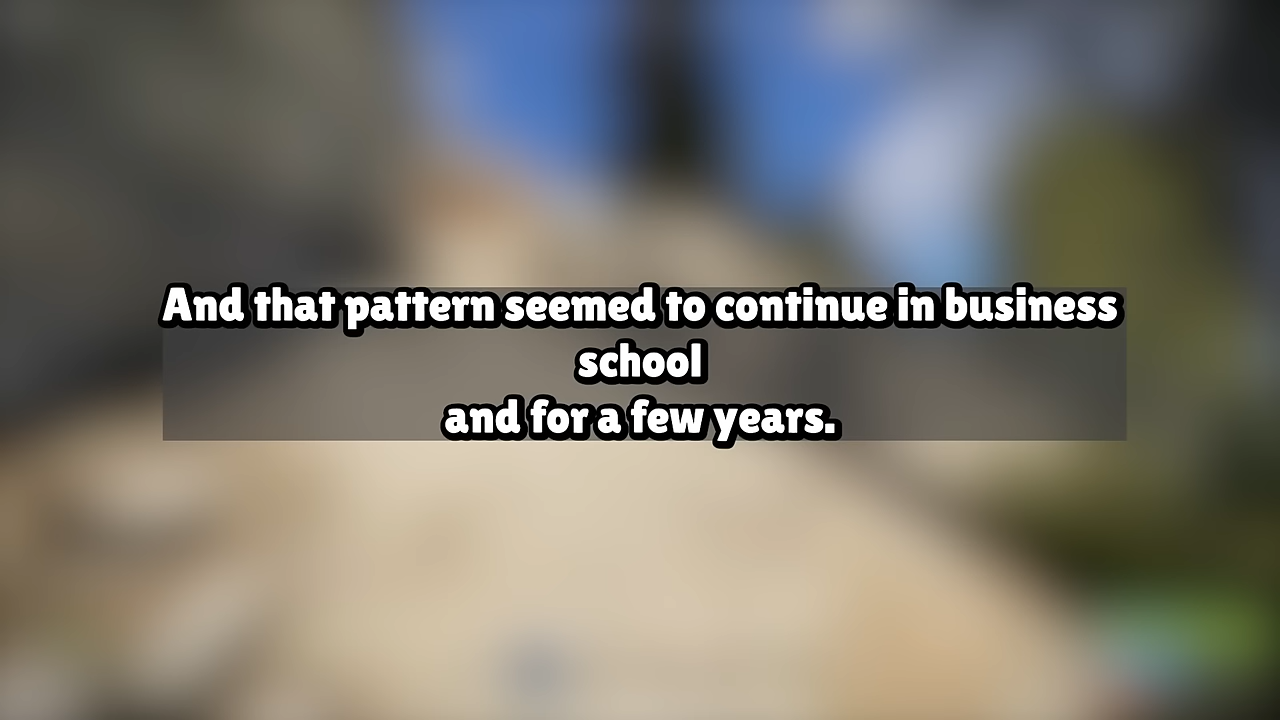 And that pattern seemed to continue in business
school
and for a few years.